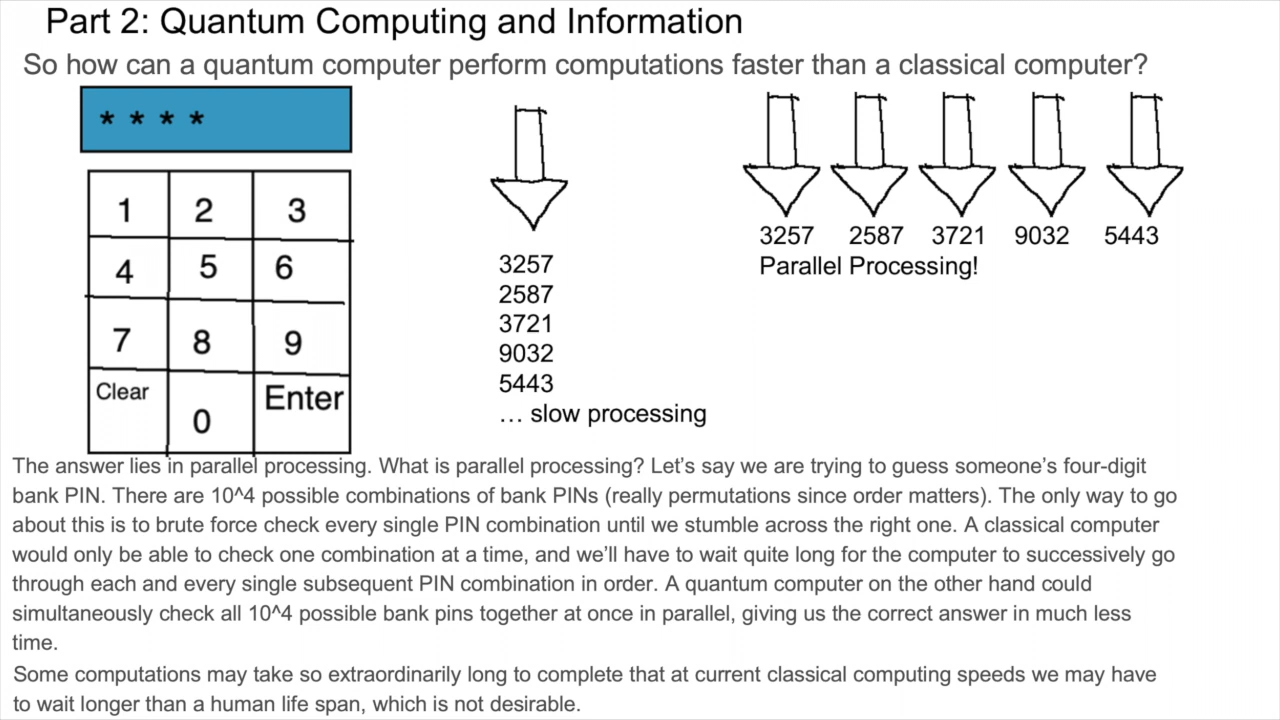 Part 2: Quantum Computing and Information
So how can a quantum computer perform computations faster than a classical computer?
* * * *
1 2 3
4 5 6
7 8 9
Clear 0 Enter
3257
2587
3721
9032
5443
… slow processing
3257 2587 3721 9032 5443
Parallel Processing!
The answer lies in parallel processing. What is parallel processing? Let’s say we are trying to guess someone’s four-digit
bank PIN. There are 10^4 possible combinations of bank PINs (really permutations since order matters). The only way to go
about this is to brute force check every single PIN combination until we stumble across the right one. A classical computer
would only be able to check one combination at a time, and we’ll have to wait quite long for the computer to successively go
through each and every single subsequent PIN combination in order. A quantum computer on the other hand could
simultaneously check all 10^4 possible bank pins together at once in parallel, giving us the correct answer in much less
time.
Some computations may take so extraordinarily long to complete that at current classical computing speeds we may have
to wait longer than a human life span, which is not desirable.